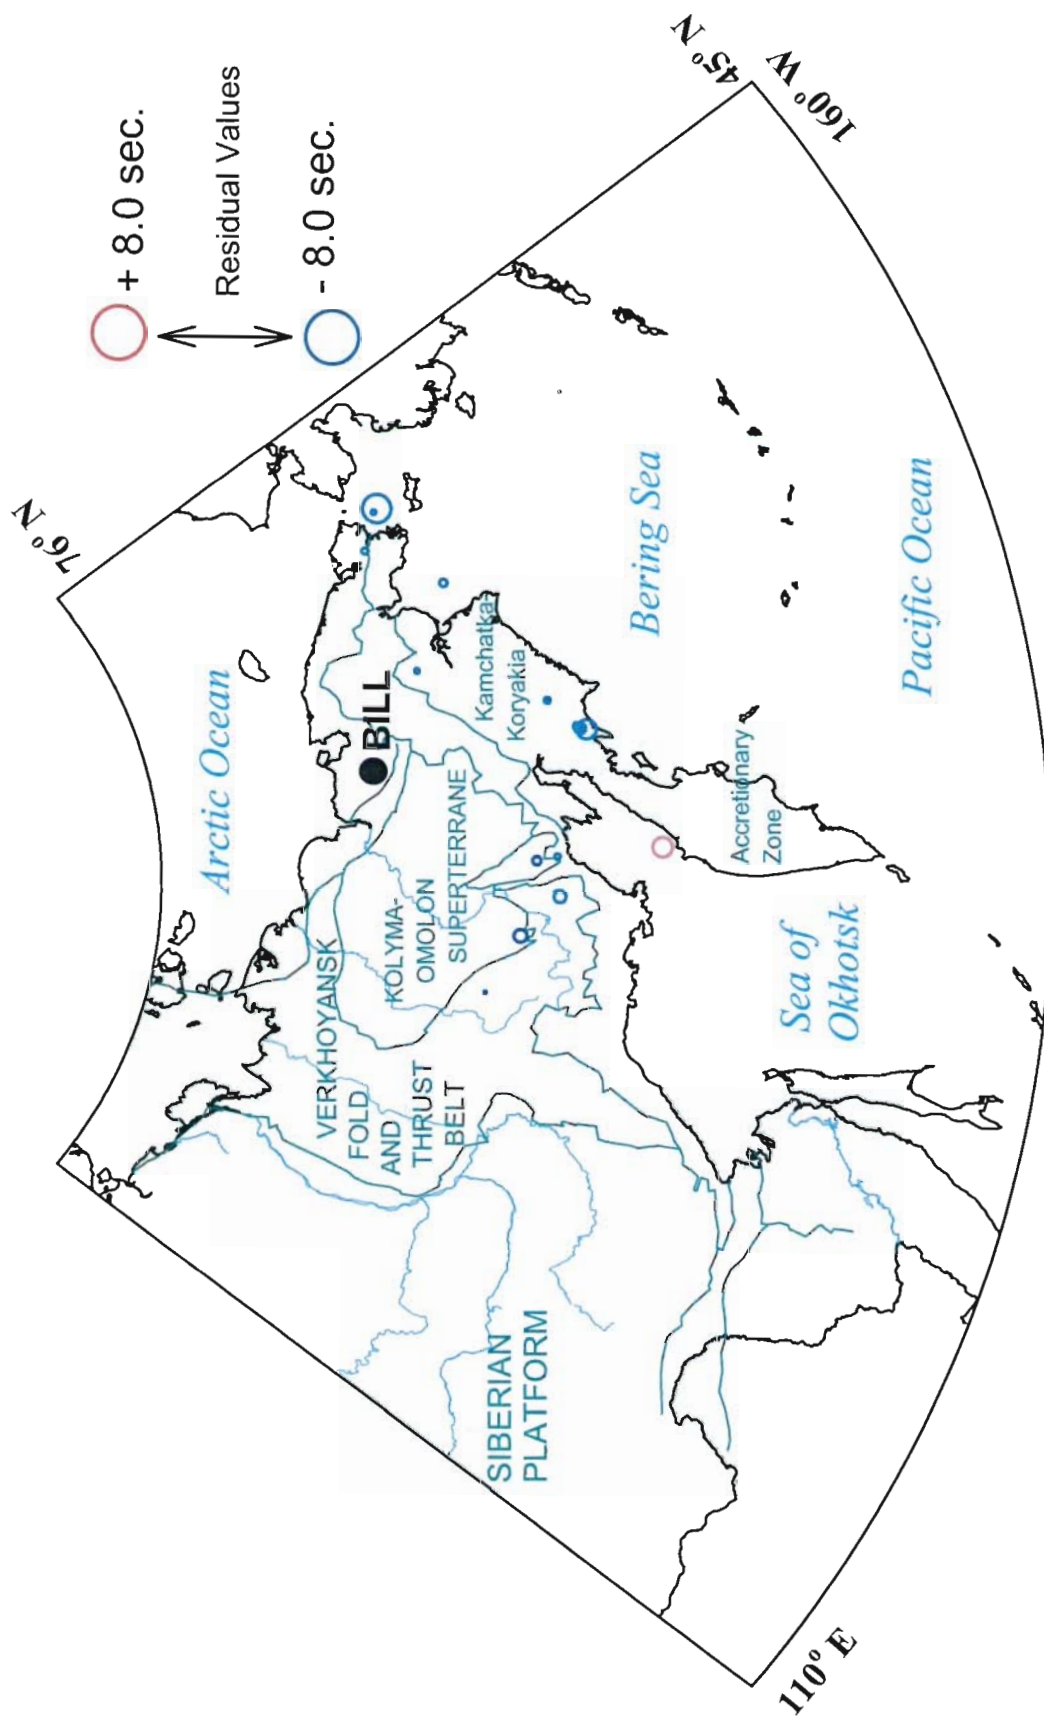 + 8.0 sec.
Residual Values
- 8.0 sec.
76° N
45° N
160° W
110° E
Arctic Ocean
BILL
Bering Sea
Pacific Ocean
Kamchatka
Koryakia
Accretionary
Zone
KOLYMA-
OMOLON
SUPERTERRANE
VERKHOYANSK
FOLD
AND
THRUST
BELT
Sea of
Okhotsk
SIBERIAN
PLATFORM